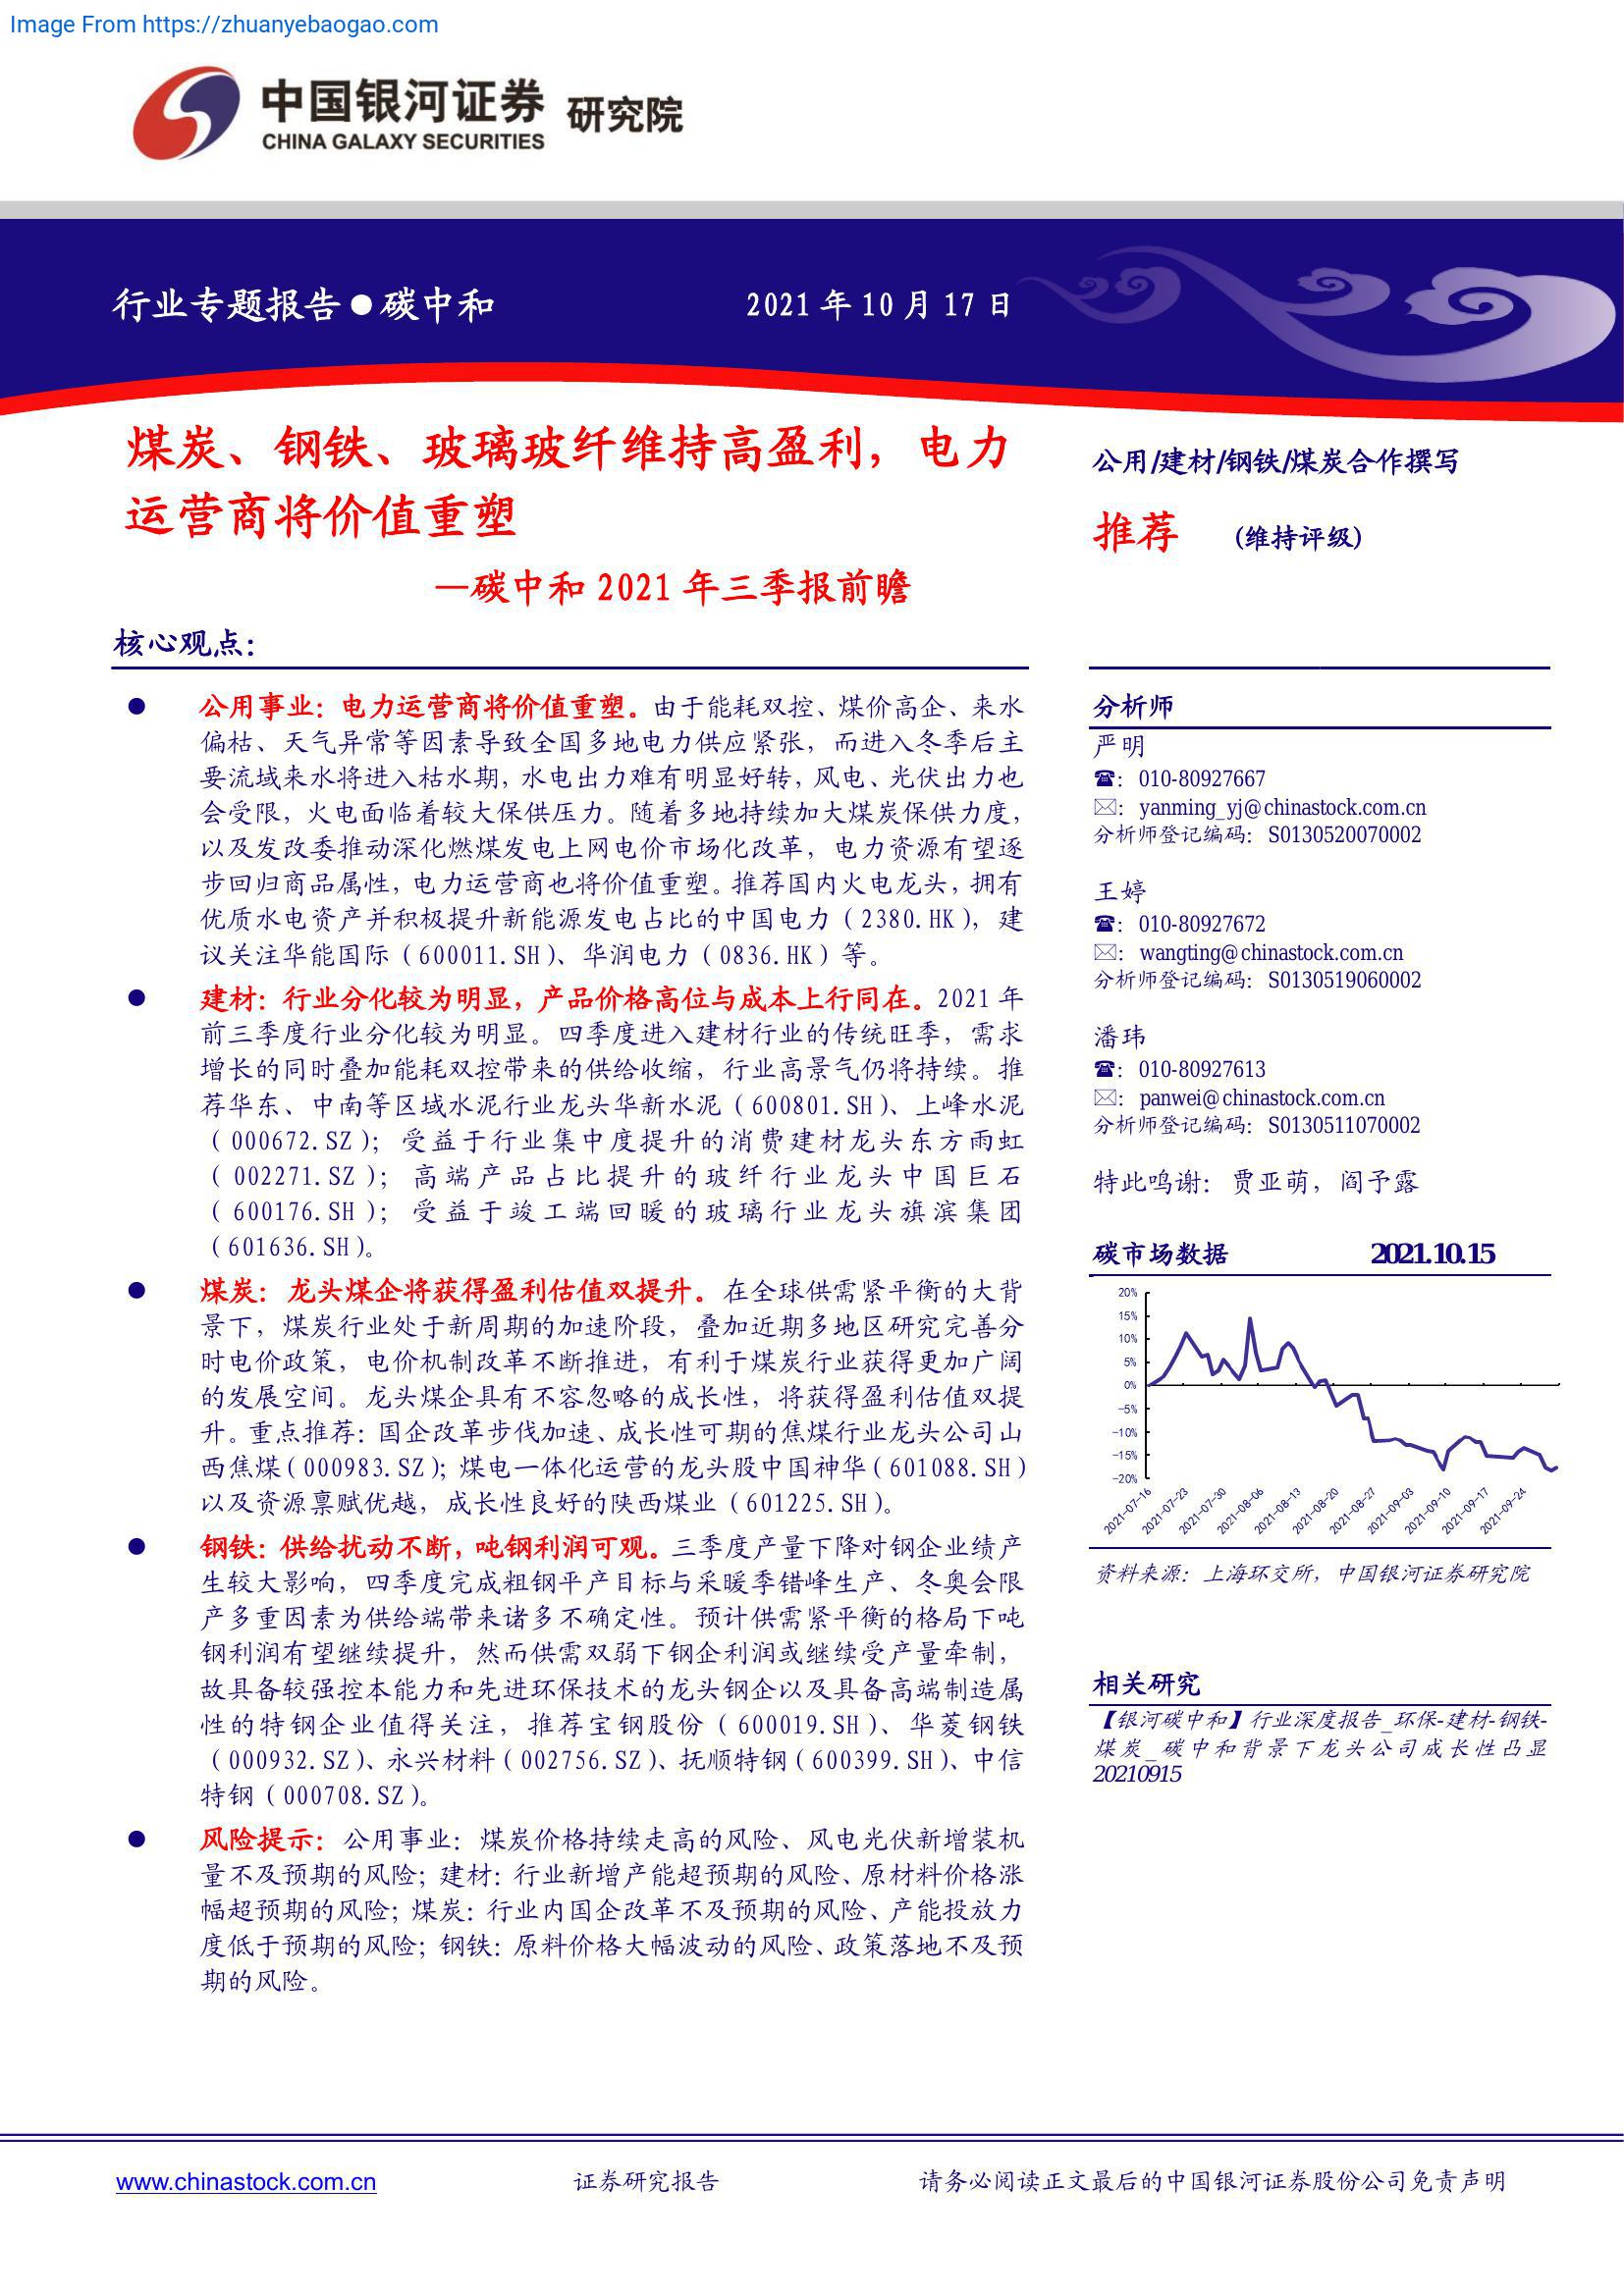 Image From https://zhuanyebaogao.com
中国银河证券 研究院
CHINA GALAXY SECURITIES
行业专题报告●碳中和
2021 年 10 月 17 日
煤炭、钢铁、玻璃玻纤维持高盈利，电力
运营商将价值重塑
—碳中和 2021 年三季报前瞻
核心观点：
● 公用事业：电力运营商将价值重塑。由于能耗双控、煤价高企、来水
偏枯、天气异常等因素导致全国多地电力供应紧张，而进入冬季后主
要流域来水将进入枯水期，水电出力难有明显好转，风电、光伏出力也
会受限，火电面临着较大保供压力。随着多地持续加大煤炭保供力度，
以及发改委推动深化燃煤发电上网电价市场化改革，电力资源有望逐
步回归商品属性，电力运营商也将价值重塑。推荐国内火电龙头，拥有
优质水电资产并积极提升新能源发电占比的中国电力（2380.HK），建
议关注华能国际（600011.SH）、华润电力（0836.HK）等。
● 建材：行业分化较为明显，产品价格高位与成本上行同在。2021 年
前三季度行业分化较为明显。四季度进入建材行业的传统旺季，需求
增长的同时叠加能耗双控带来的供给收缩，行业高景气仍将持续。推
荐华东、中南等区域水泥行业龙头华新水泥（600801.SH）、上峰水泥
（000672.SZ）；受益于行业集中度提升的消费建材龙头东方雨虹
（002271.SZ）；高端产品占比提升的玻纤行业龙头中国巨石
（600176.SH）；受益于竣工端回暖的玻璃行业龙头旗滨集团
（601636.SH）。
● 煤炭：龙头煤企将获得盈利估值双提升。在全球供需紧平衡的大背
景下，煤炭行业处于新周期的加速阶段，叠加近期多地区研究完善分
时电价政策，电价机制改革不断推进，有利于煤炭行业获得更加广阔
的发展空间。龙头煤企具有不容忽略的成长性，将获得盈利估值双提
升。重点推荐：国企改革步伐加速、成长性可期的焦煤行业龙头公司山
西焦煤（000983.SZ）；煤电一体化运营的龙头股中国神华（601088.SH）
以及资源禀赋优越，成长性良好的陕西煤业（601225.SH）。
● 钢铁：供给扰动不断，吨钢利润可观。三季度产量下降对钢企业绩产
生较大影响，四季度完成粗钢平产目标与采暖季错峰生产、冬奥会限
产多重因素为供给端带来诸多不确定性。预计供需紧平衡的格局下吨
钢利润有望继续提升，然而供需双弱下钢企利润或继续受产量牵制，
故具备较强控本能力和先进环保技术的龙头钢企以及具备高端制造属
性的特钢企业值得关注，推荐宝钢股份（600019.SH）、华菱钢铁
（000932.SZ）、永兴材料（002756.SZ）、抚顺特钢（600399.SH）、中信
特钢（000708.SZ）。
● 风险提示：公用事业：煤炭价格持续走高的风险、风电光伏新增装机
量不及预期的风险；建材：行业新增产能超预期的风险、原材料价格涨
幅超预期的风险；煤炭：行业内国企改革不及预期的风险、产能投放力
度低于预期的风险；钢铁：原料价格大幅波动的风险、政策落地不及预
期的风险。
公用/建材/钢铁/煤炭合作撰写
推荐 （维持评级）
分析师
严明
☎：010-80927667
✉：yanming_yj@chinastock.com.cn
分析师登记编码：S0130520070002
王婷
☎：010-80927672
✉：wangting@chinastock.com.cn
分析师登记编码：S0130519060002
潘玮
☎：010-80927613
✉：panwei@chinastock.com.cn
分析师登记编码：S0130511070002
特此鸣谢：贾亚萌，阎予露
碳市场数据 2021.10.15
20%
15%
10%
5%
0%
-5%
-10%
-15%
-20%
2021-07-16
2021-07-23
2021-07-30
2021-08-06
2021-08-13
2021-08-20
2021-08-27
2021-09-03
2021-09-10
2021-09-17
2021-09-24
资料来源：上海环交所，中国银河证券研究院
相关研究
【银河碳中和】行业深度报告_环保-建材-钢铁-
煤炭_碳中和背景下龙头公司成长性凸显
20210915
www.chinastock.com.cn
证券研究报告
请务必阅读正文最后的中国银河证券股份公司免责声明